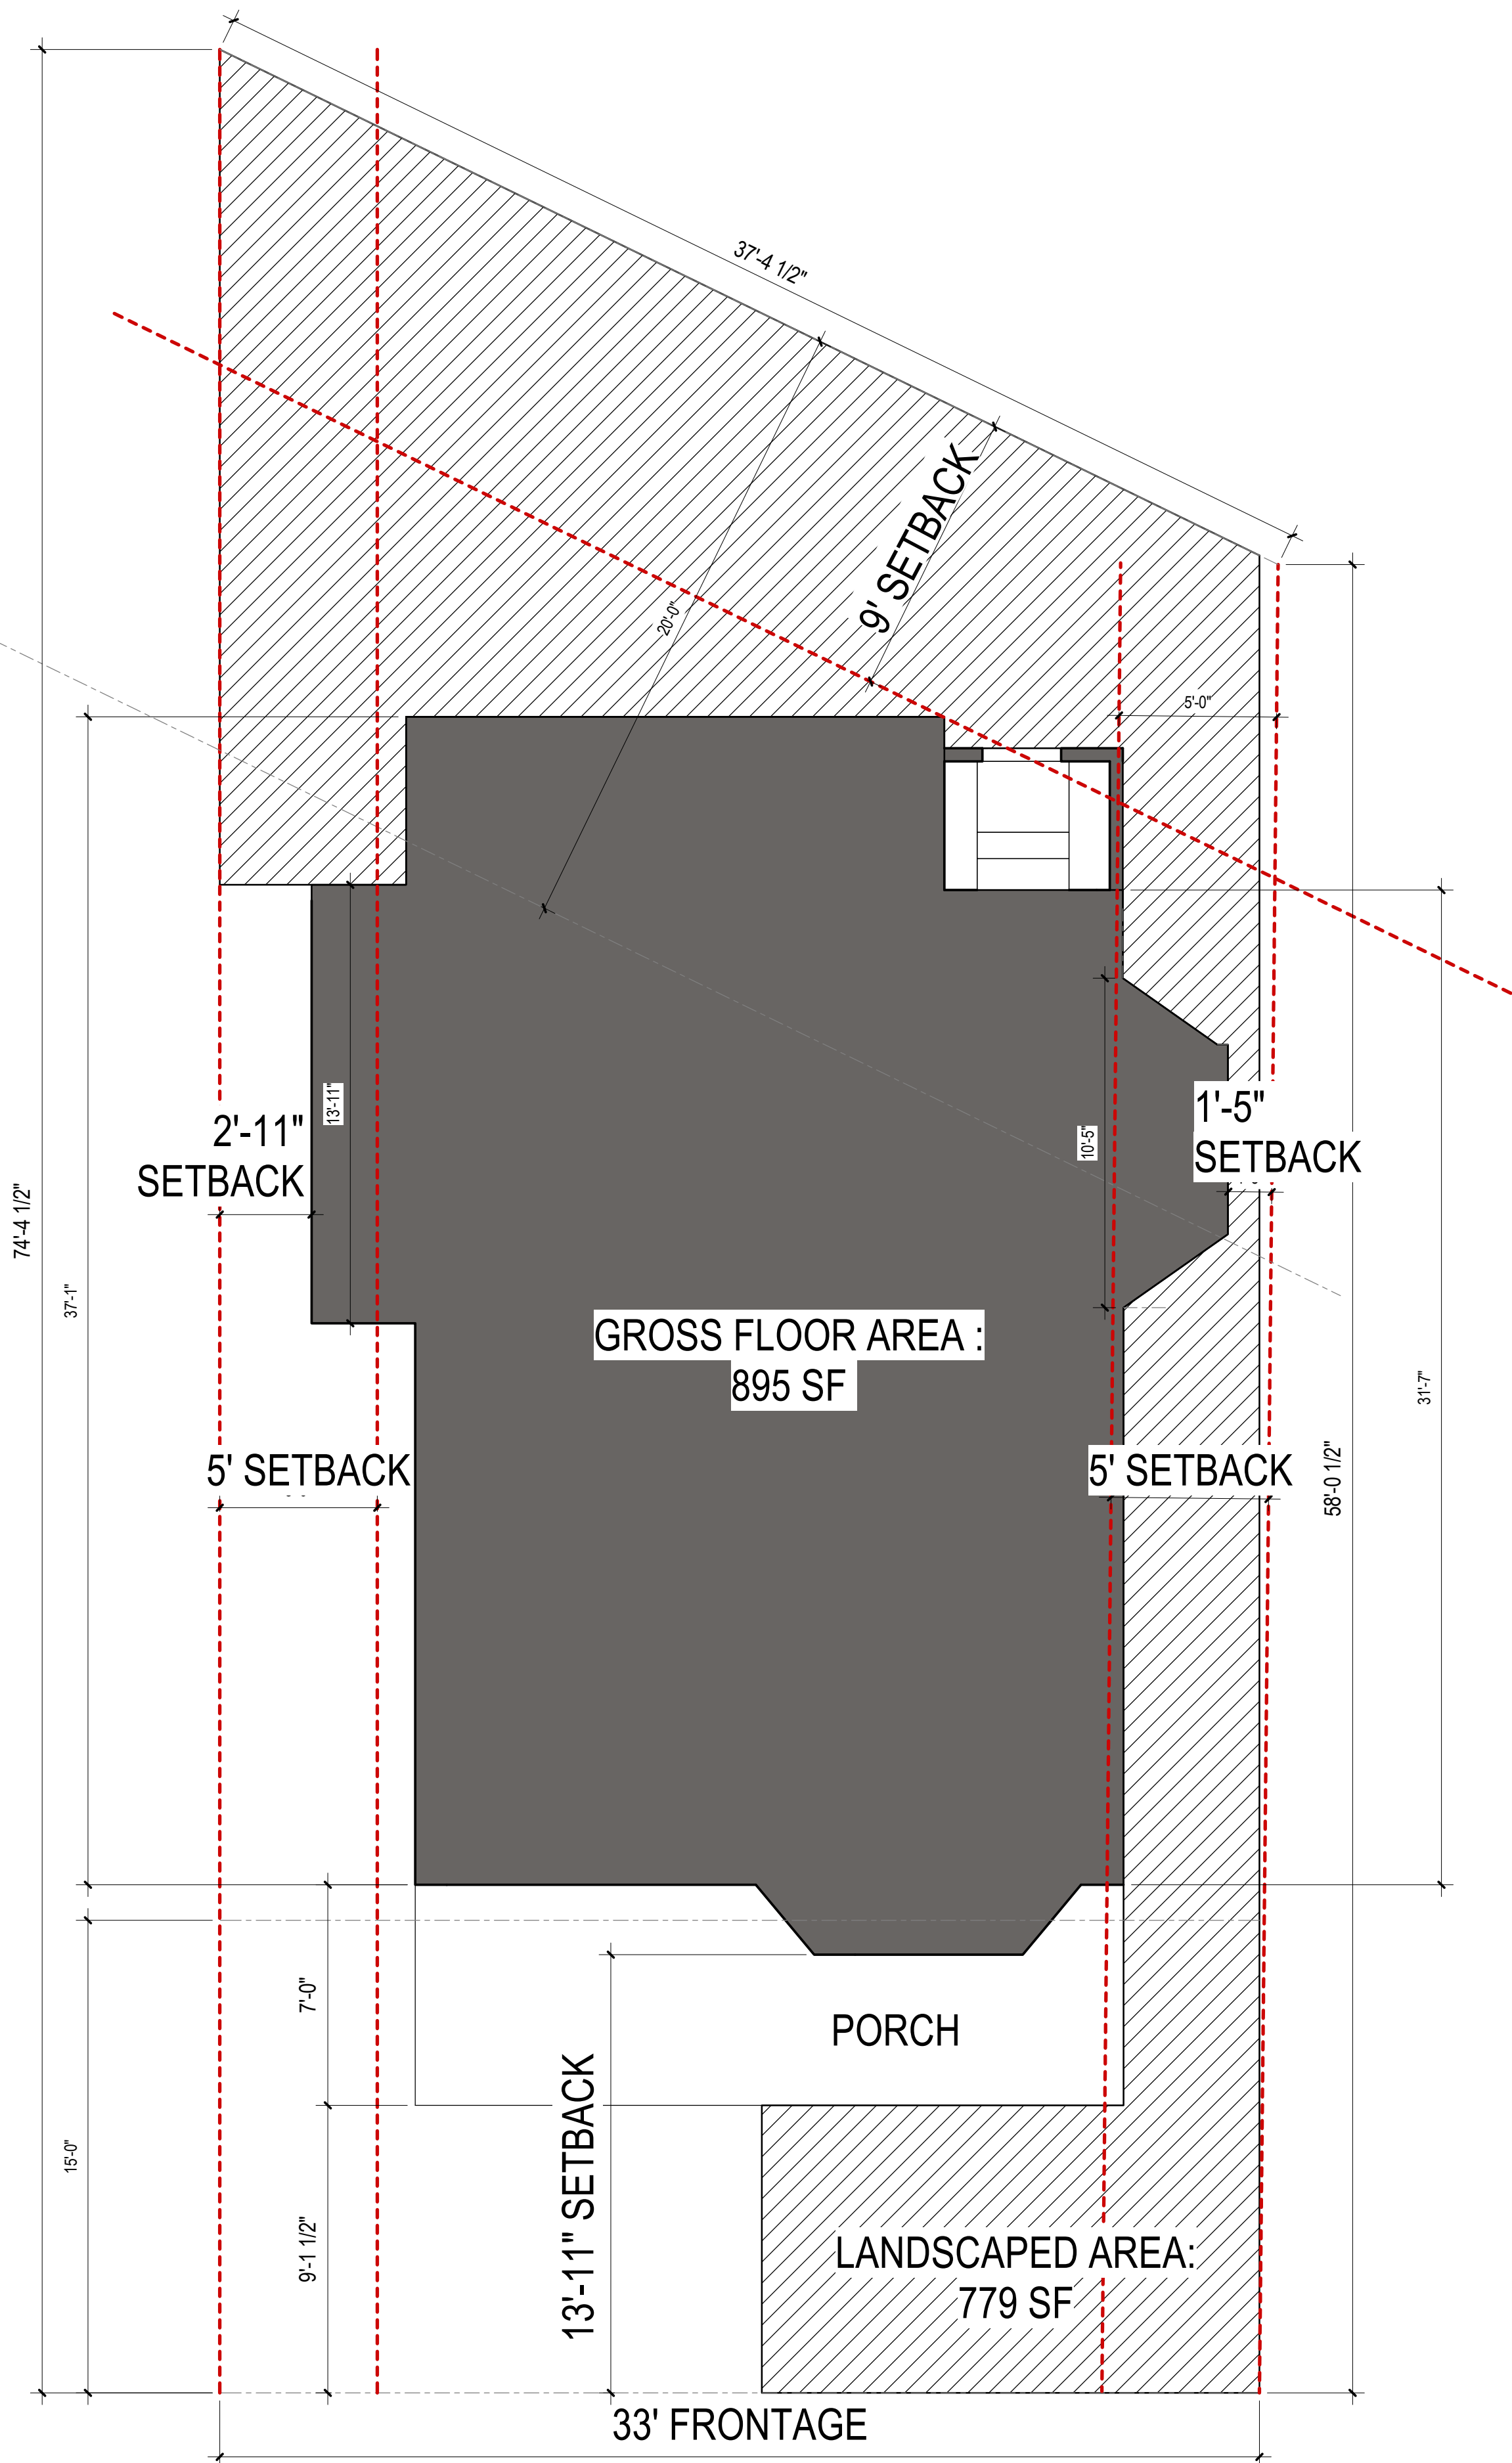 37'-4 1/2"
9' SETBACK
20'-0"
5'-0"
2'-11"
SETBACK
13'-11"
10'-5"
1'-5"
SETBACK
74'-4 1/2"
37'-1"
GROSS FLOOR AREA :
895 SF
31'-7"
5' SETBACK
5' SETBACK
58'-0 1/2"
7'-0"
PORCH
13'-11" SETBACK
15'-0"
9'-1 1/2"
LANDSCAPED AREA:
779 SF
33' FRONTAGE